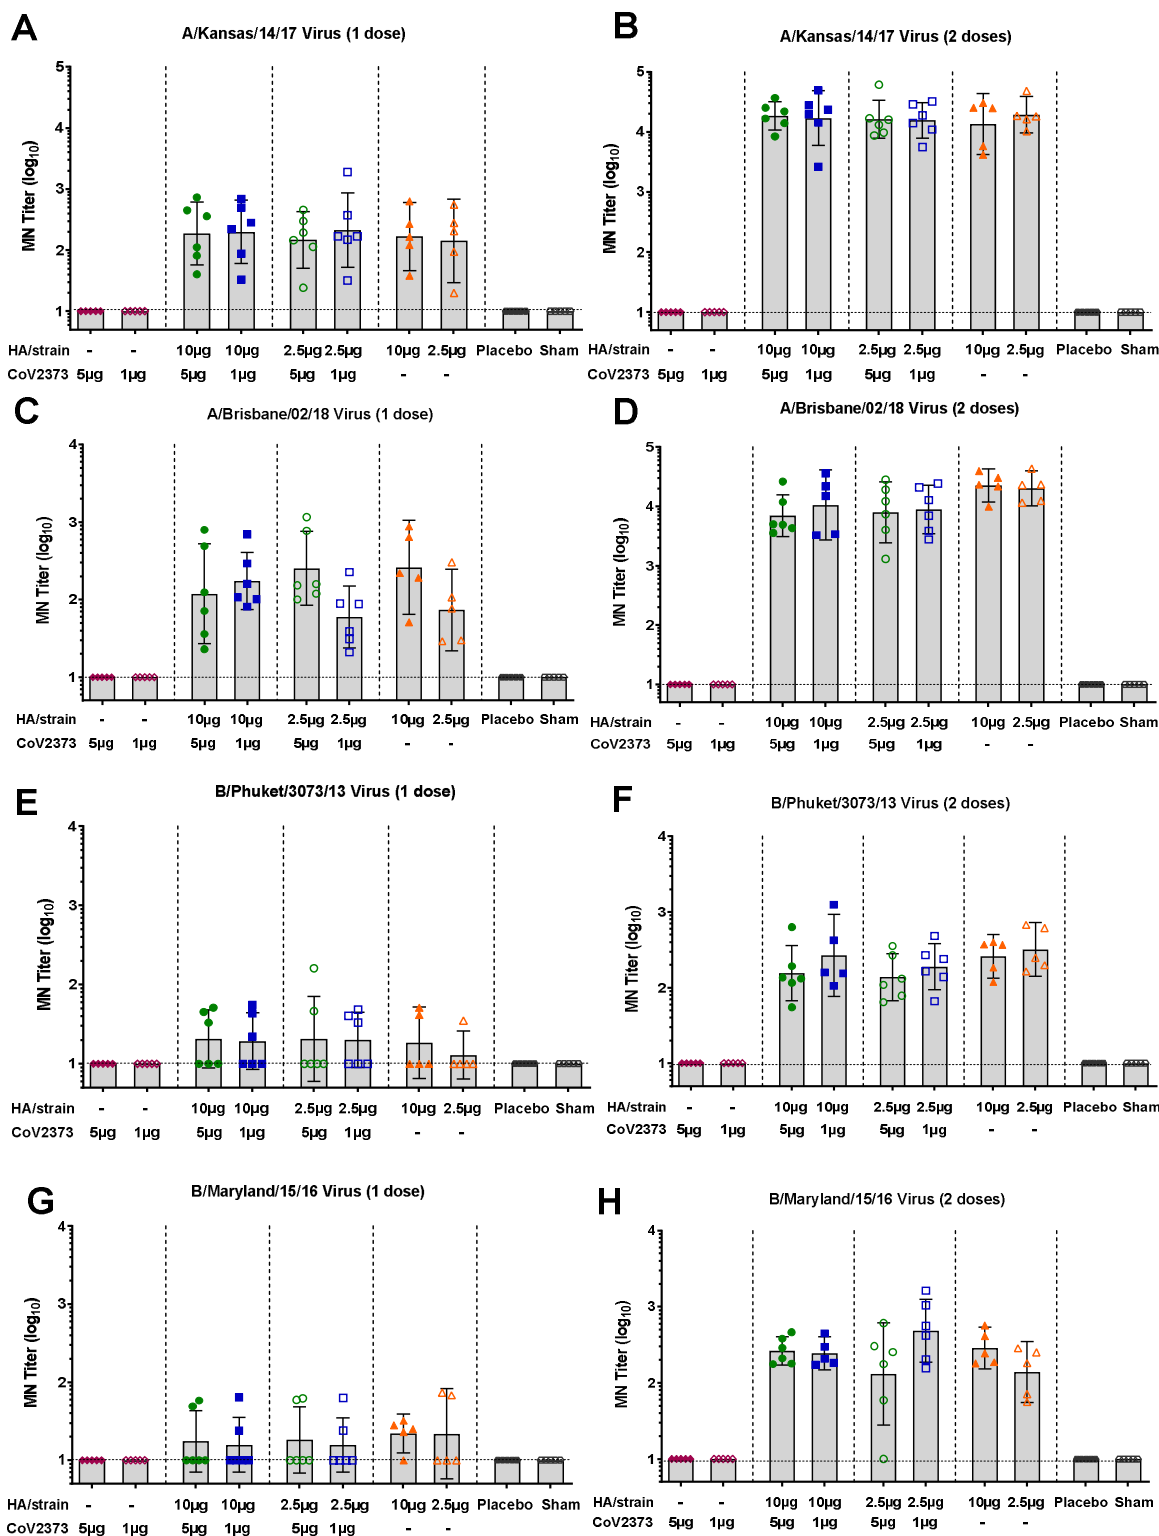 A
A/Kansas/14/17 Virus (1 dose)
MN Titer (log10)
5
4
3
2
1
HA/strain - - 10µg 10µg 2.5µg 2.5µg 10µg 2.5µg Placebo Sham
CoV2373 5µg 1µg 5µg 1µg 5µg 1µg - -
B
A/Kansas/14/17 Virus (2 doses)
MN Titer (log10)
5
4
3
2
1
HA/strain - - 10µg 10µg 2.5µg 2.5µg 10µg 2.5µg Placebo Sham
CoV2373 5µg 1µg 5µg 1µg 5µg 1µg - -
C
A/Brisbane/02/18 Virus (1 dose)
MN Titer (log10)
4
3
2
1
HA/strain - - 10µg 10µg 2.5µg 2.5µg 10µg 2.5µg Placebo Sham
CoV2373 5µg 1µg 5µg 1µg 5µg 1µg - -
D
A/Brisbane/02/18 Virus (2 doses)
MN Titer (log10)
5
4
3
2
1
HA/strain - - 10µg 10µg 2.5µg 2.5µg 10µg 2.5µg Placebo Sham
CoV2373 5µg 1µg 5µg 1µg 5µg 1µg - -
E
B/Phuket/3073/13 Virus (1 dose)
MN Titer (log10)
4
3
2
1
HA/strain - - 10µg 10µg 2.5µg 2.5µg 10µg 2.5µg Placebo Sham
CoV2373 5µg 1µg 5µg 1µg 5µg 1µg - -
F
B/Phuket/3073/13 Virus (2 doses)
MN Titer (log10)
4
3
2
1
HA/strain - - 10µg 10µg 2.5µg 2.5µg 10µg 2.5µg Placebo Sham
CoV2373 5µg 1µg 5µg 1µg 5µg 1µg - -
G
B/Maryland/15/16 Virus (1 dose)
MN Titer (log10)
4
3
2
1
HA/strain - - 10µg 10µg 2.5µg 2.5µg 10µg 2.5µg Placebo Sham
CoV2373 5µg 1µg 5µg 1µg 5µg 1µg - -
H
B/Maryland/15/16 Virus (2 doses)
MN Titer (log10)
4
3
2
1
HA/strain - - 10µg 10µg 2.5µg 2.5µg 10µg 2.5µg Placebo Sham
CoV2373 5µg 1µg 5µg 1µg 5µg 1µg - -